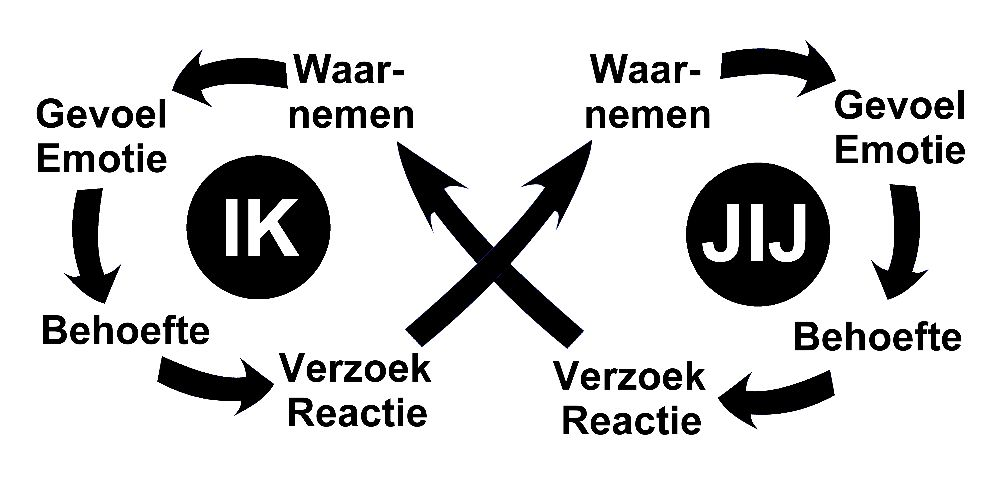 Waar-
nemen
Gevoel
Emotie
IK
Behoefte
Verzoek
Reactie
Waar-
nemen
Gevoel
Emotie
JIJ
Behoefte
Verzoek
Reactie